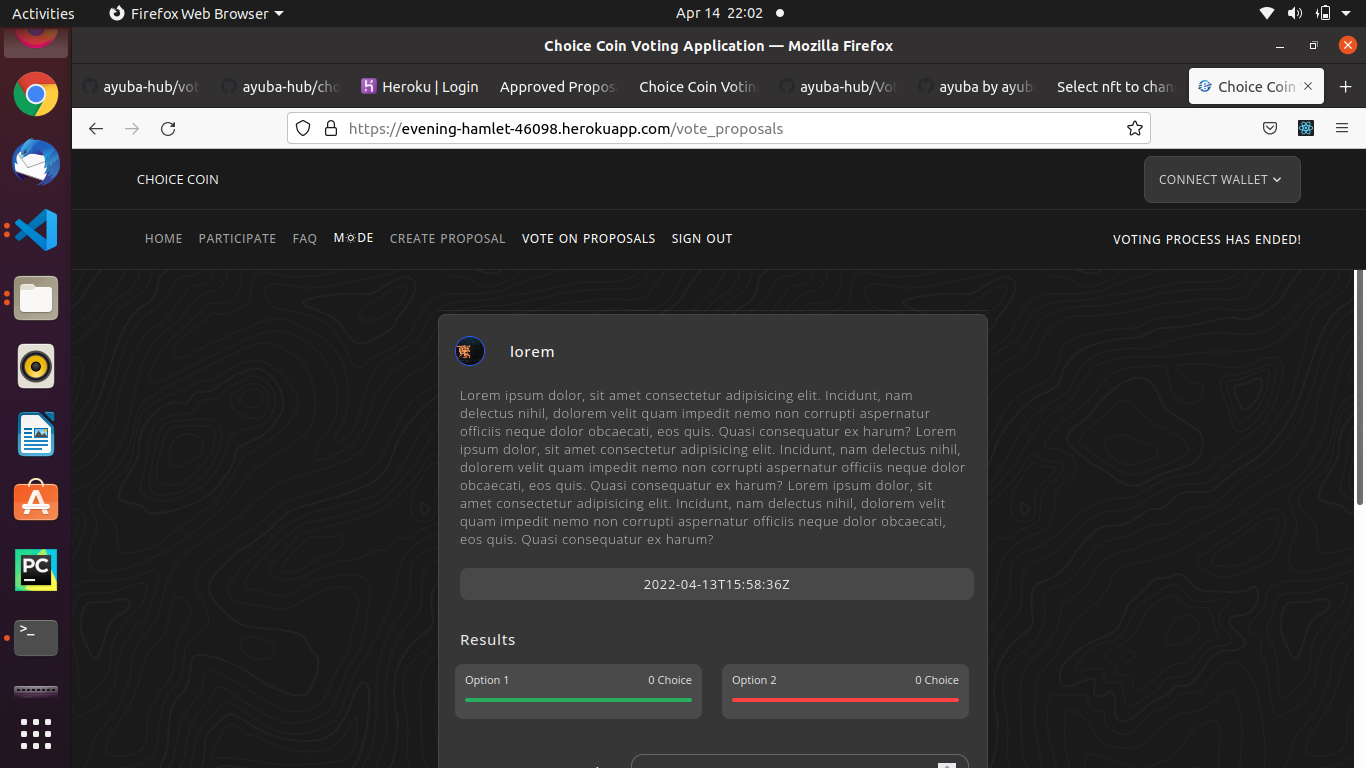 Activities
Firefox Web Browser
Apr 14 22:02
Choice Coin Voting Application — Mozilla Firefox
ayuba-hub/vot
ayuba-hub/cho
Heroku | Login
Approved Propos
Choice Coin Votin
ayuba-hub/Vot
ayuba by ayub
Select nft to chan
Choice Coin
https://evening-hamlet-46098.herokuapp.com/vote_proposals
CHOICE COIN
CONNECT WALLET
HOME
PARTICIPATE
FAQ
M☼DE
CREATE PROPOSAL
VOTE ON PROPOSALS
SIGN OUT
VOTING PROCESS HAS ENDED!
lorem
Lorem ipsum dolor, sit amet consectetur adipisicing elit. Incidunt, nam
delectus nihil, dolorem velit quam impedit nemo non corrupti aspernatur
officiis neque dolor obcaecati, eos quis. Quasi consequatur ex harum? Lorem
ipsum dolor, sit amet consectetur adipisicing elit. Incidunt, nam delectus nihil,
dolorem velit quam impedit nemo non corrupti aspernatur officiis neque dolor
obcaecati, eos quis. Quasi consequatur ex harum? Lorem ipsum dolor, sit
amet consectetur adipisicing elit. Incidunt, nam delectus nihil, dolorem velit
quam impedit nemo non corrupti aspernatur officiis neque dolor obcaecati,
eos quis. Quasi consequatur ex harum?
2022-04-13T15:58:36Z
Results
Option 1
0 Choice
Option 2
0 Choice
PC
>_